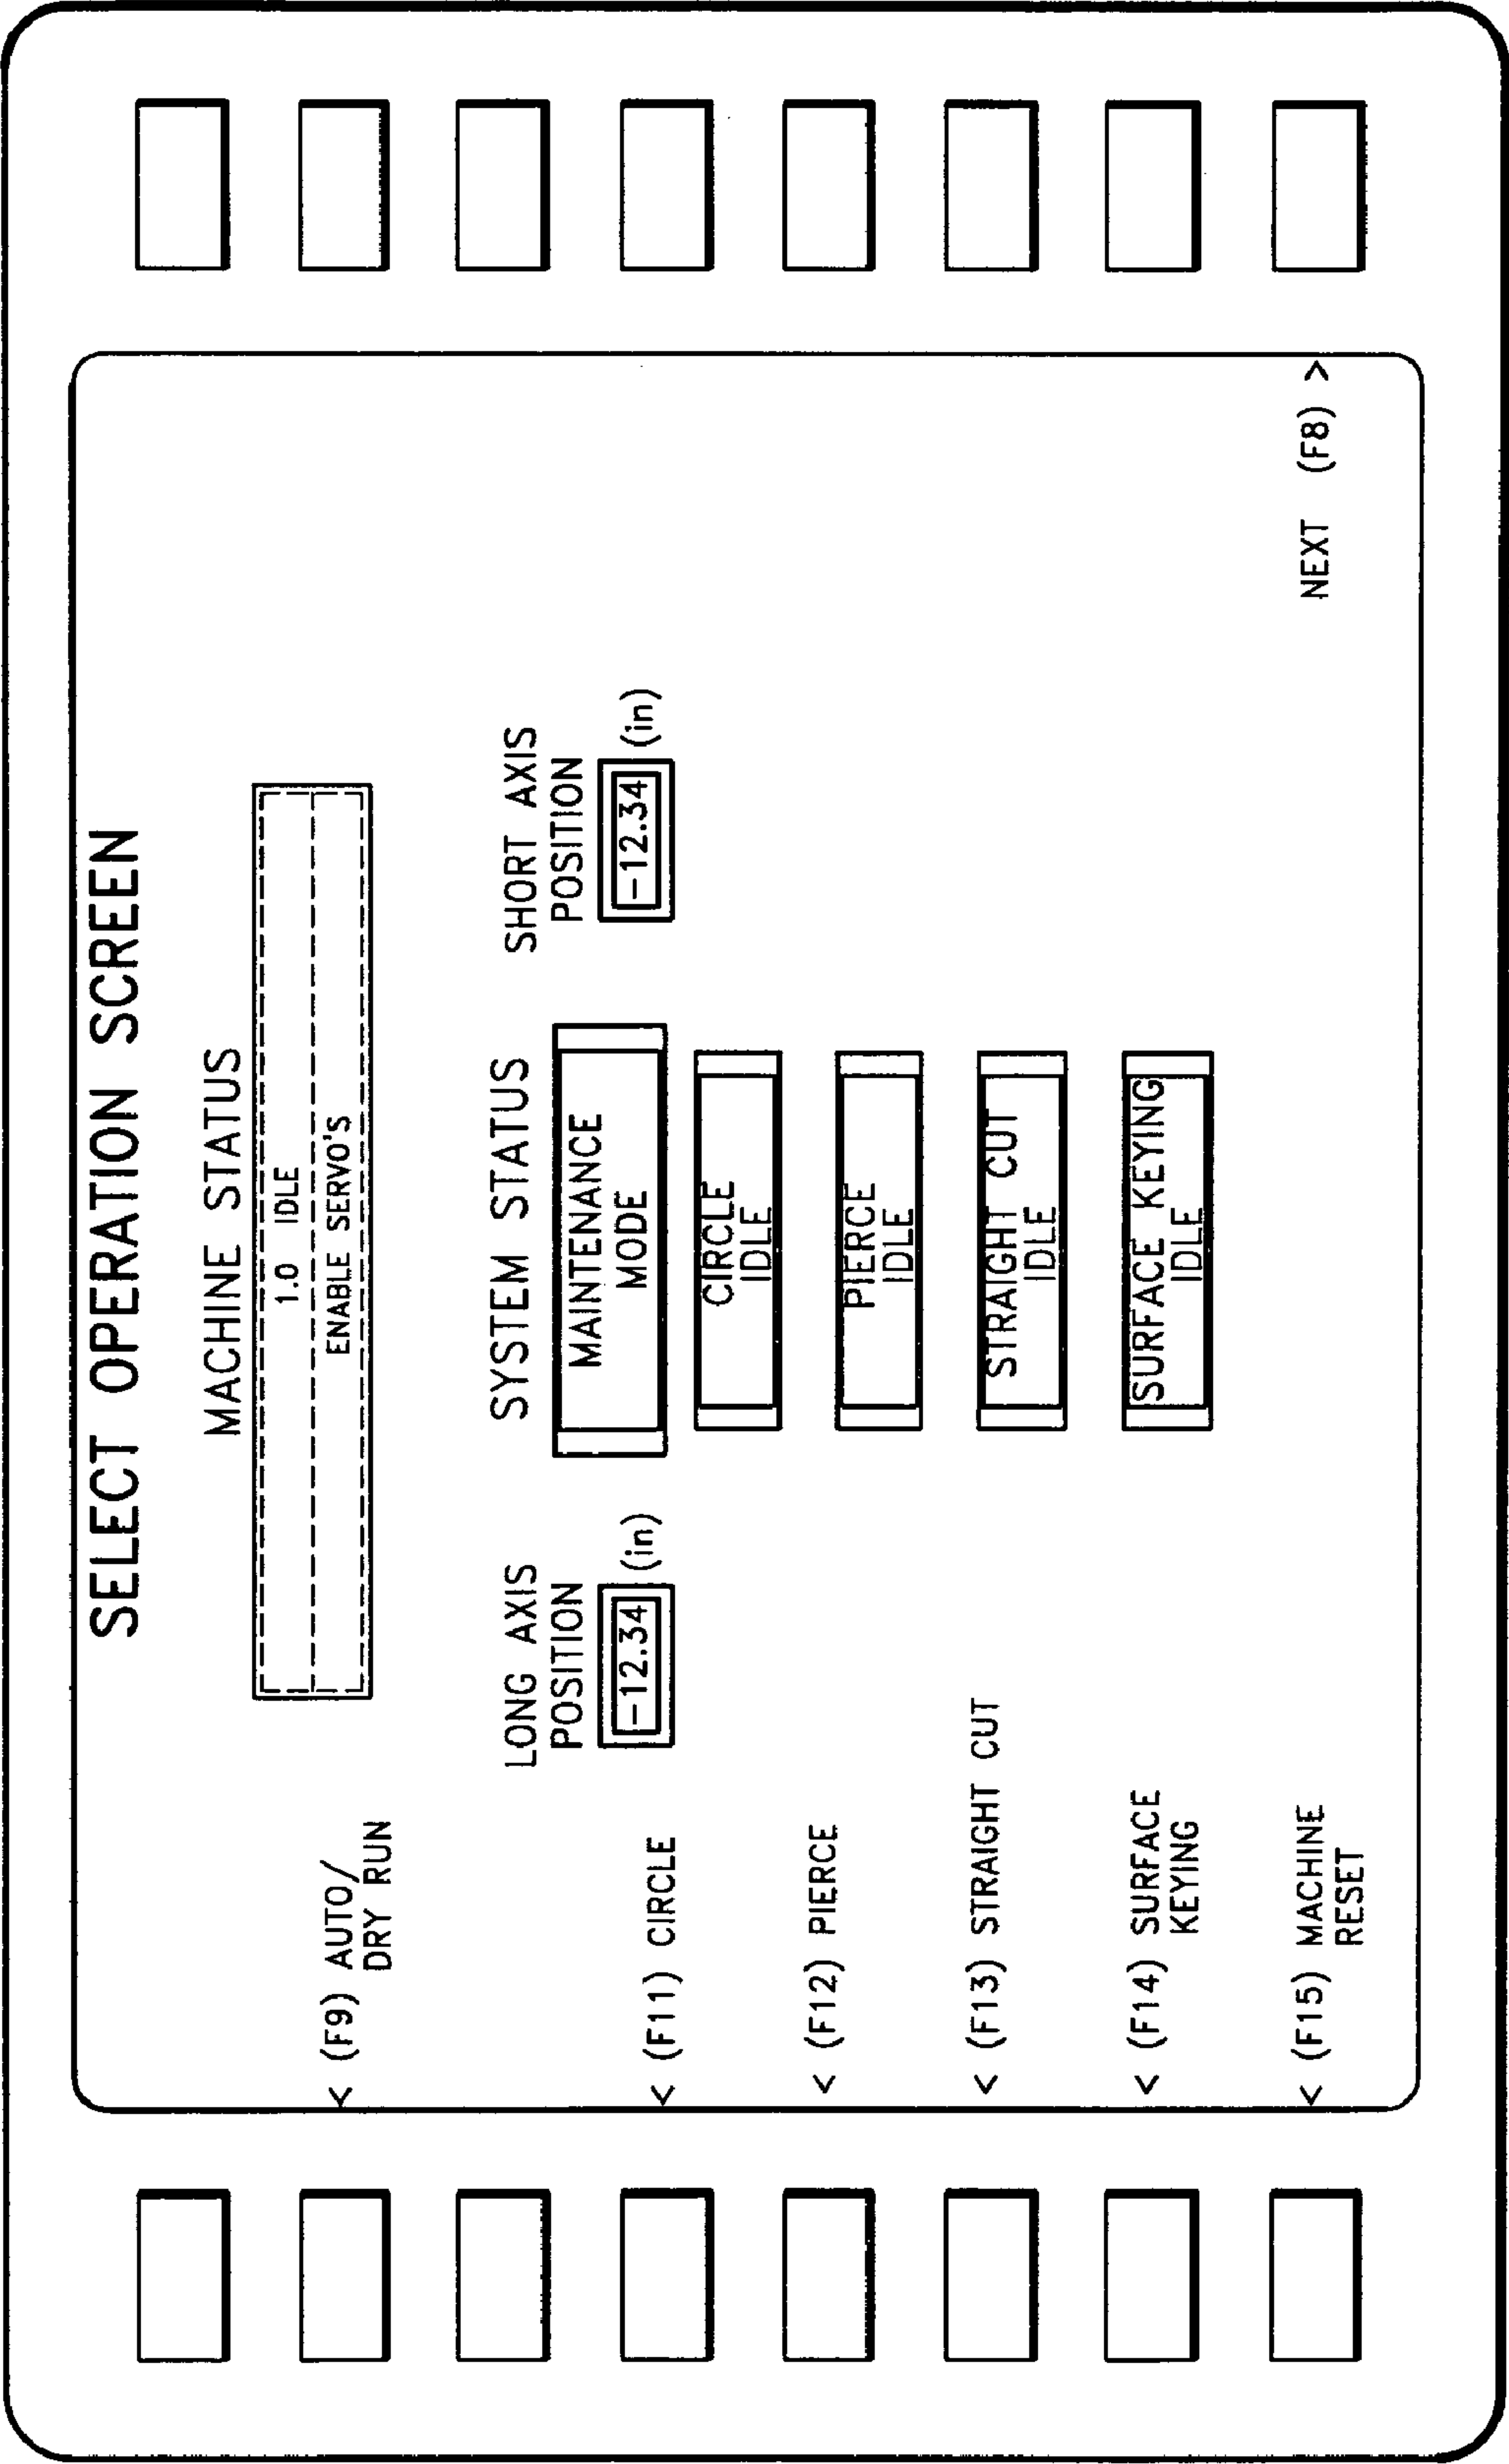 SELECT OPERATION SCREEN
MACHINE STATUS
1.0 IDLE
ENABLE SERVO'S
< (F9) AUTO/
DRY RUN
LONG AXIS
POSITION
-12.34 (in)
SYSTEM STATUS
MAINTENANCE
MODE
SHORT AXIS
POSITION
-12.34 (in)
< (F11) CIRCLE
CIRCLE
IDLE
< (F12) PIERCE
PIERCE
IDLE
< (F13) STRAIGHT CUT
STRAIGHT CUT
IDLE
< (F14) SURFACE
KEYING
SURFACE KEYING
IDLE
< (F15) MACHINE
RESET
NEXT (F8) >